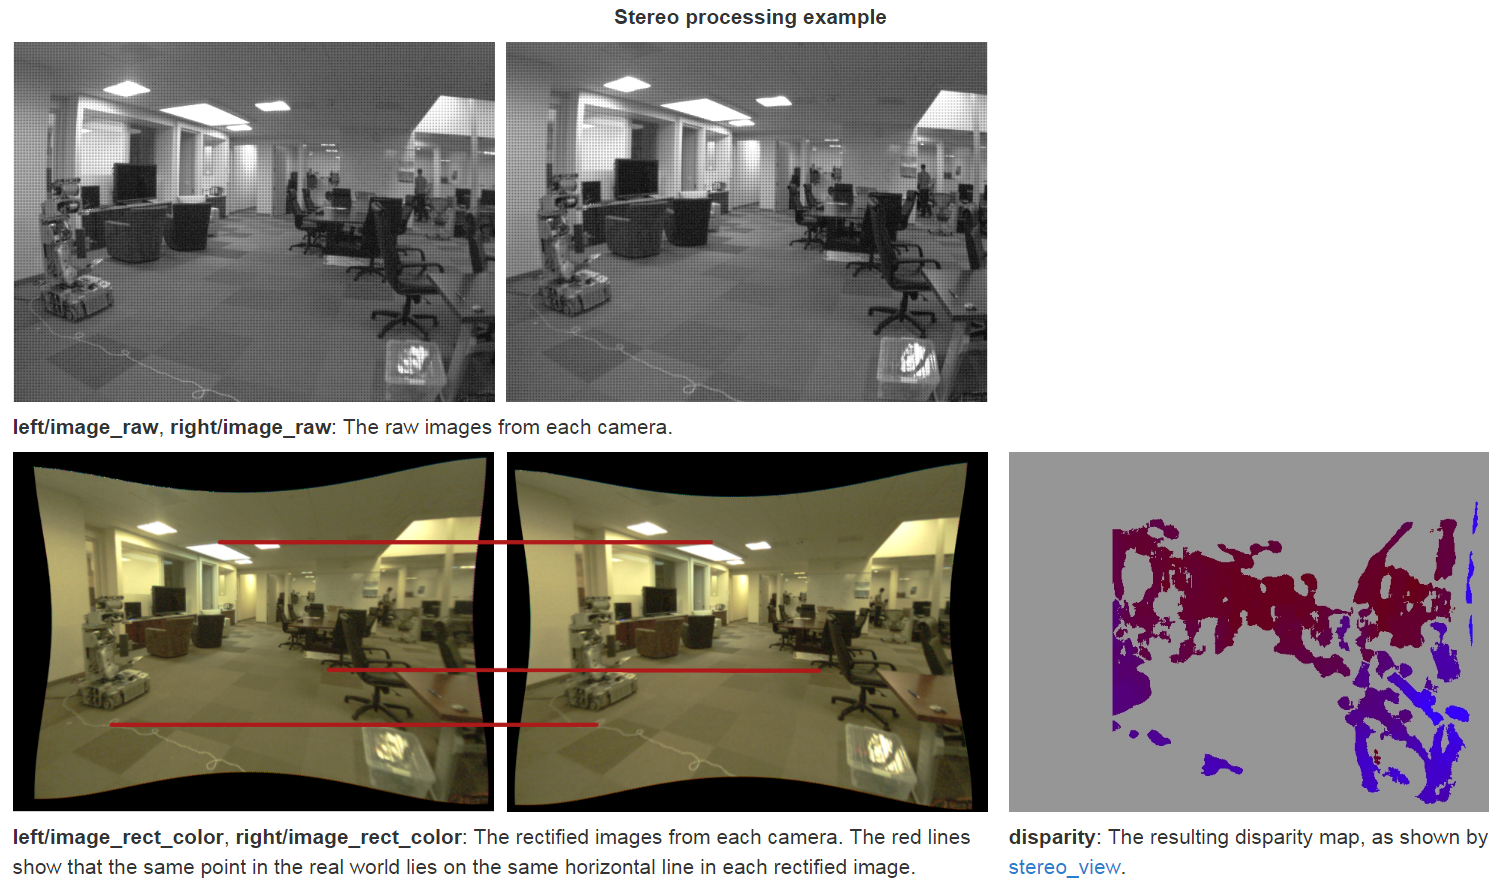 Stereo processing example
left/image_raw, right/image_raw: The raw images from each camera.
left/image_rect_color, right/image_rect_color: The rectified images from each camera. The red lines
show that the same point in the real world lies on the same horizontal line in each rectified image.
disparity: The resulting disparity map, as shown by
stereo_view.